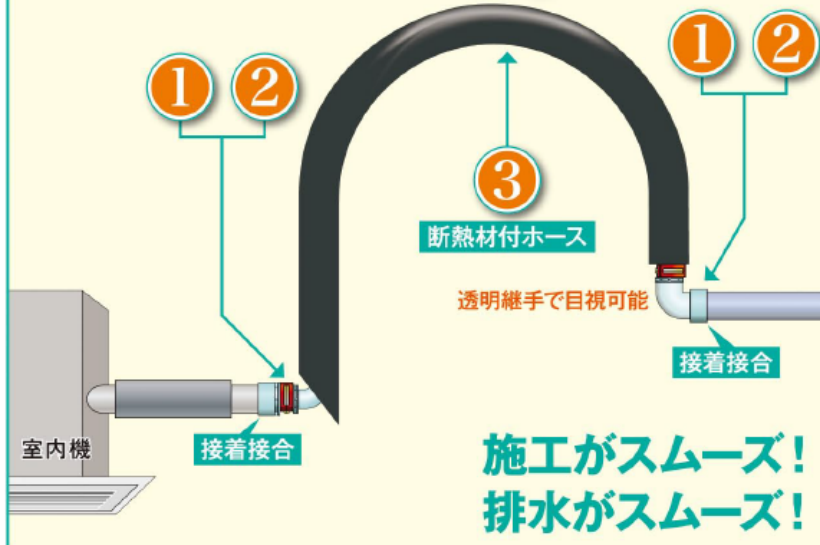 1 2
1 2
3
断熱材付ホース
透明継手で目視可能
接着接合
室内機
接着接合
施工がスムーズ!
排水がスムーズ!